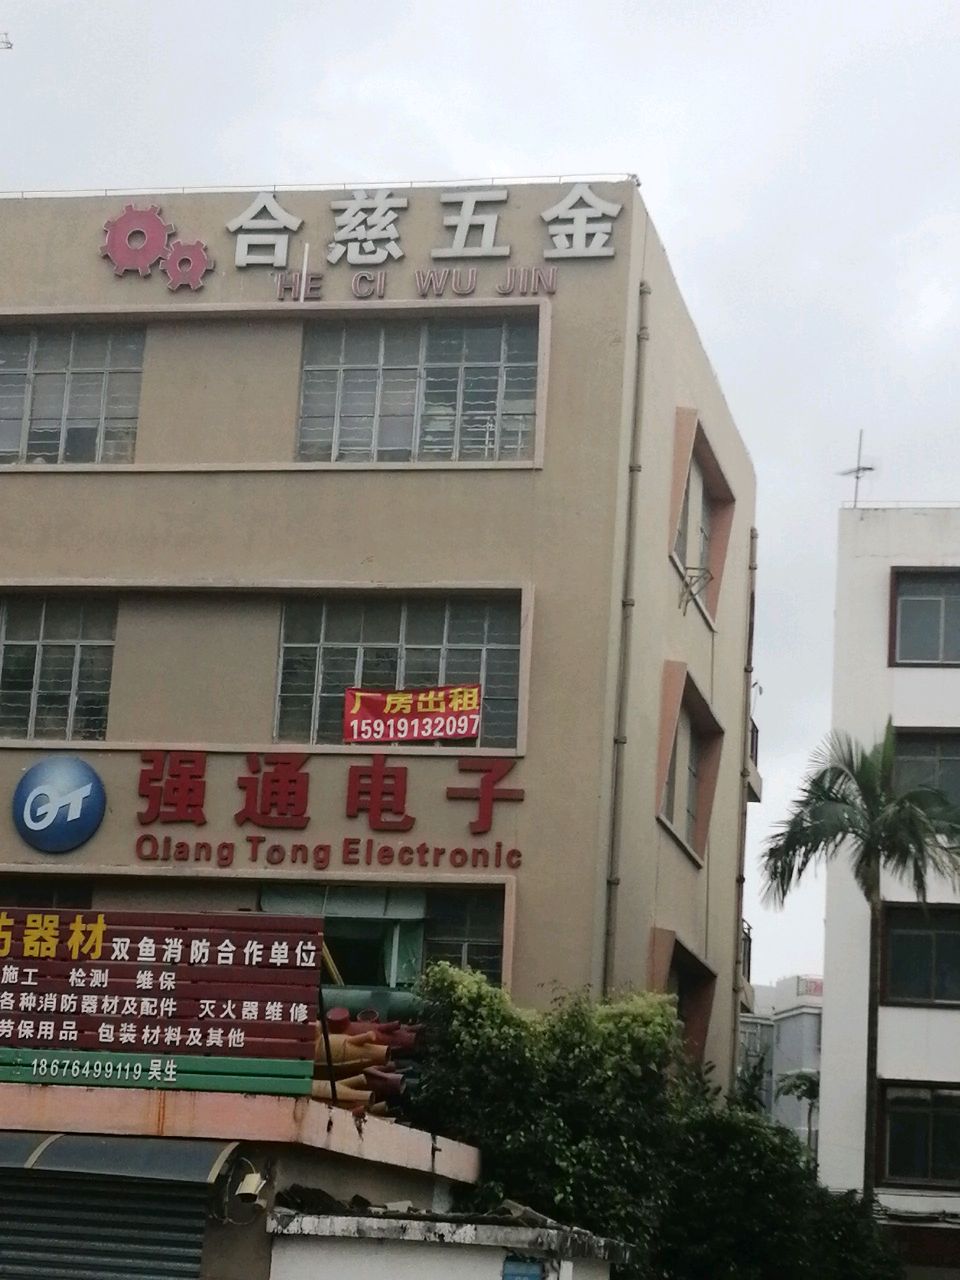 合慈五金
HE CI WU JIN
厂房出租
15919132097
强通电子
Qiang Tong Electronic
GT
防器材 双鱼消防合作单位
施工 检测 维保
各种消防器材及配件 灭火器维修
劳保用品 包装材料及其他
18676499119 吴生